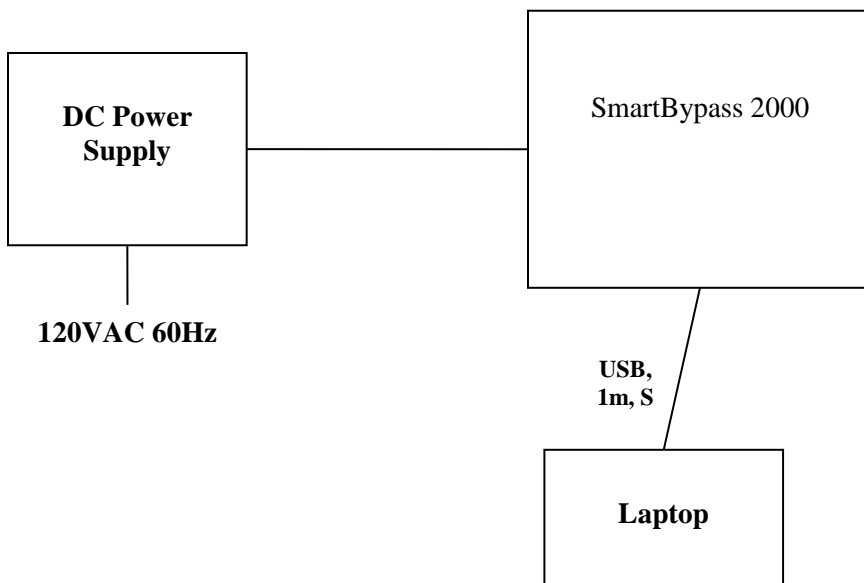 DC Power
Supply
SmartBypass 2000
120VAC 60Hz
USB,
1m, S
Laptop